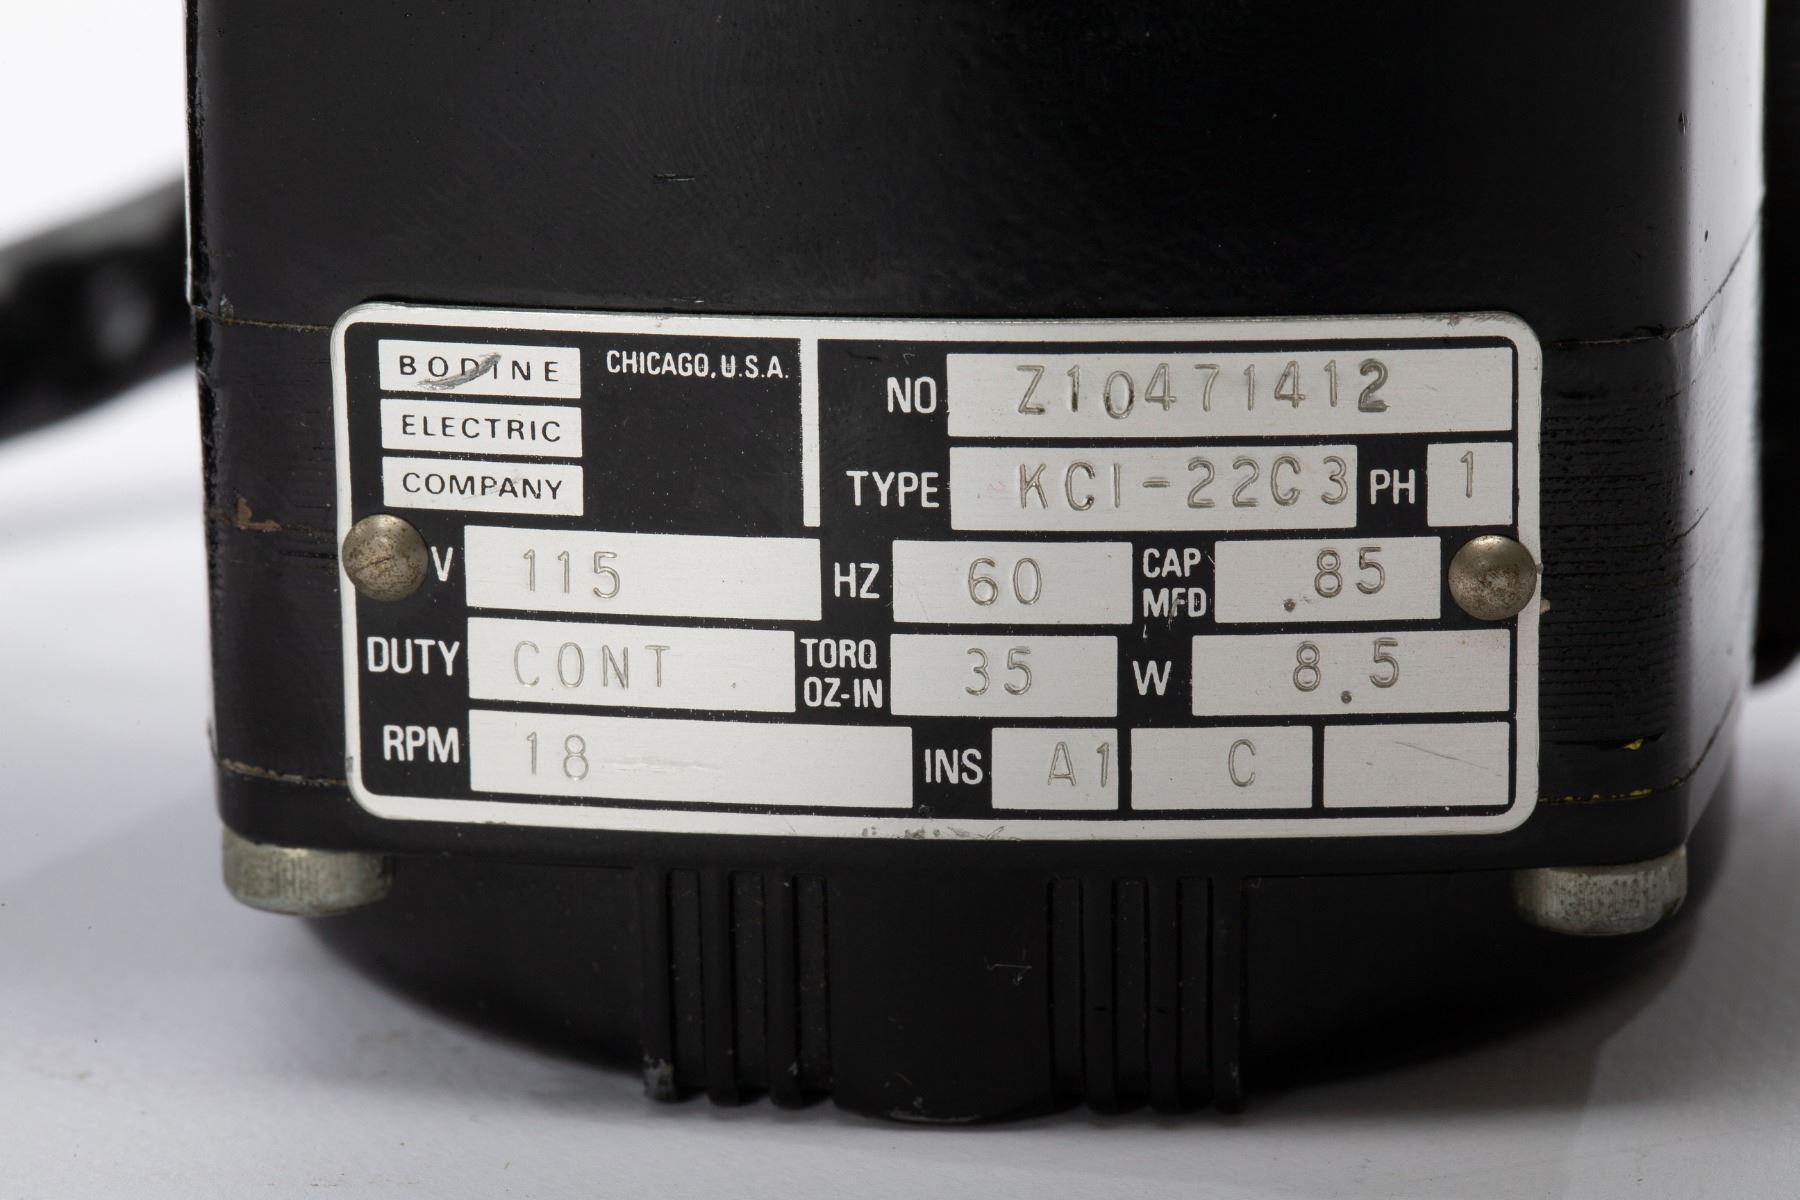 BODINE CHICAGO, U.S.A.
ELECTRIC
COMPANY
NO Z10471412
TYPE KCI-22C3 PH 1
V 115 HZ 60 CAP MFD .85
DUTY CONT TORQ OZ-IN 35 W 8.5
RPM 18 INS A1 C